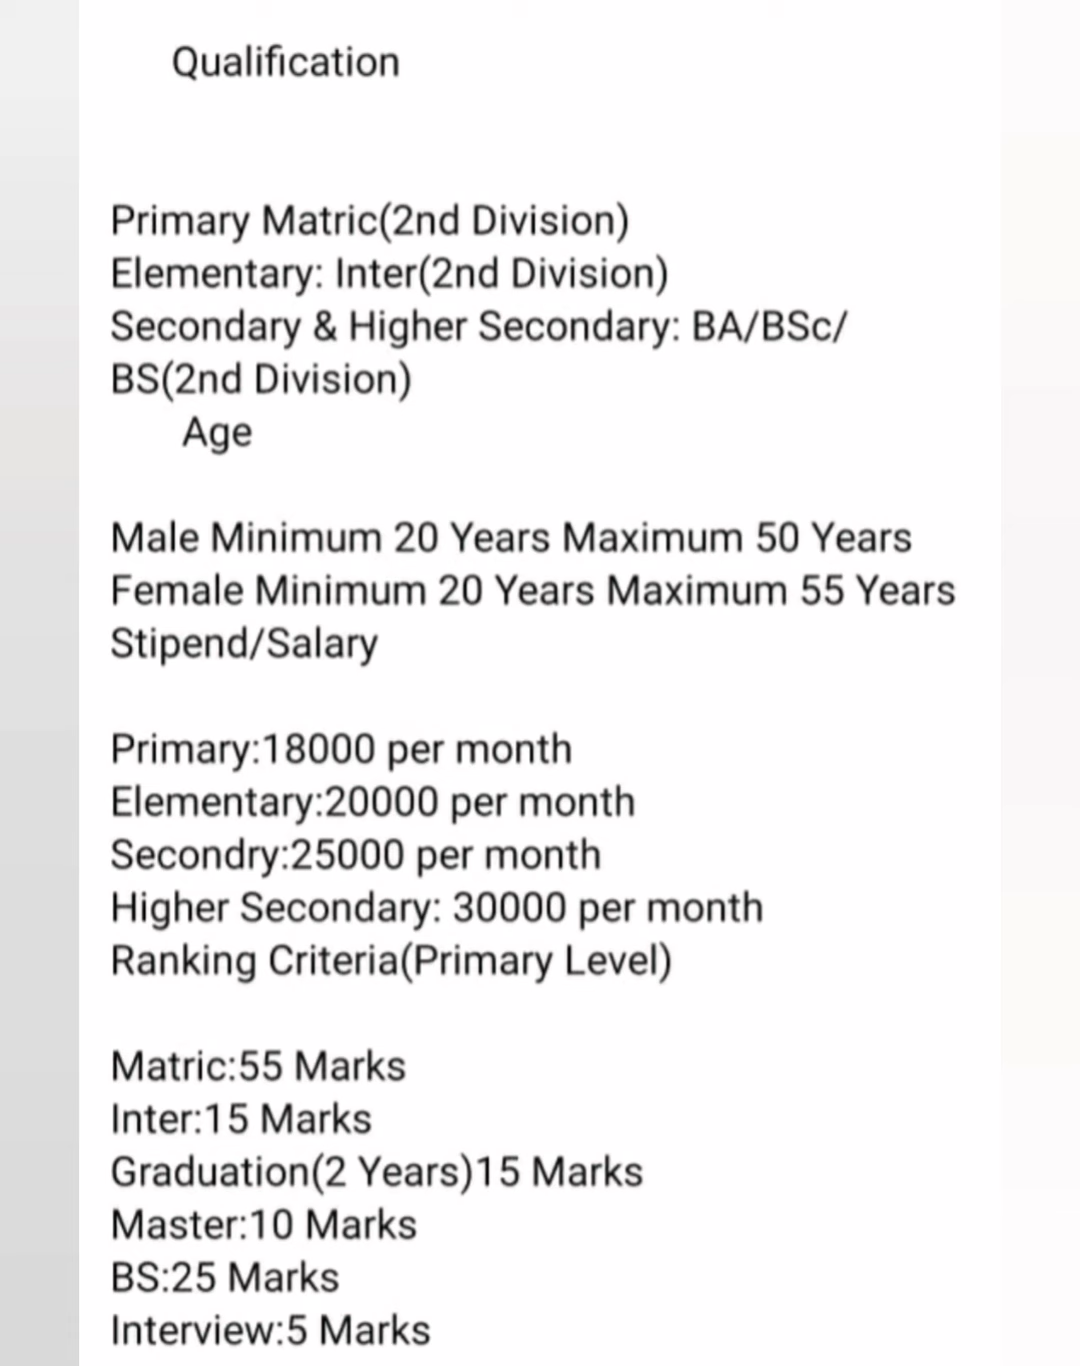 Qualification
Primary Matric(2nd Division)
Elementary: Inter(2nd Division)
Secondary & Higher Secondary: BA/BSc/
BS(2nd Division)
Age
Male Minimum 20 Years Maximum 50 Years
Female Minimum 20 Years Maximum 55 Years
Stipend/Salary
Primary:18000 per month
Elementary:20000 per month
Secondry:25000 per month
Higher Secondary: 30000 per month
Ranking Criteria(Primary Level)
Matric:55 Marks
Inter:15 Marks
Graduation(2 Years)15 Marks
Master:10 Marks
BS:25 Marks
Interview:5 Marks